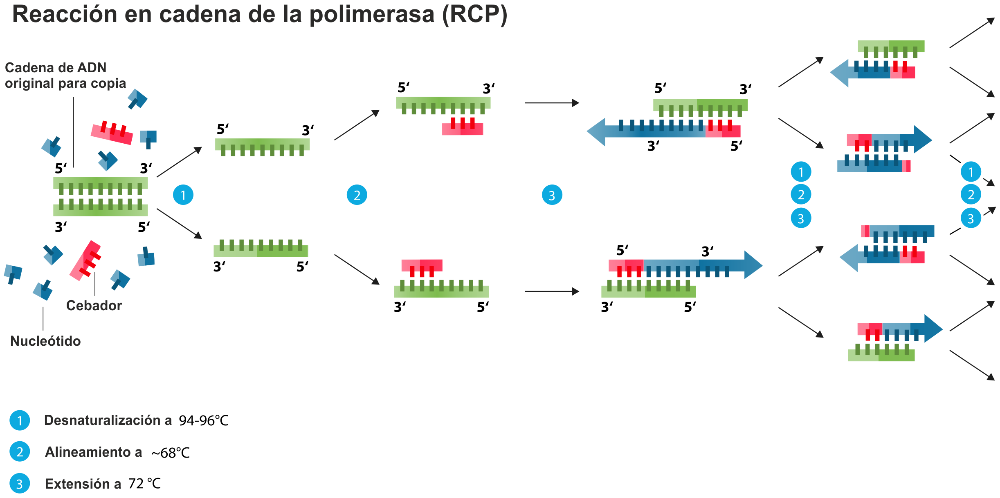 Reacción en cadena de la polimerasa (RCP)
Cadena de ADN
original para copia
5‘ 3‘
3‘ 5‘
Cebador
Nucleótido
1
5‘ 3‘
3‘ 5‘
2
5‘ 3‘
3‘ 5‘
3
5‘ 3‘
3‘ 5‘
5‘ 3‘
3‘ 5‘
1
2
3
1
2
3
1 Desnaturalización a 94-96°C
2 Alineamiento a ~68°C
3 Extensión a 72 °C